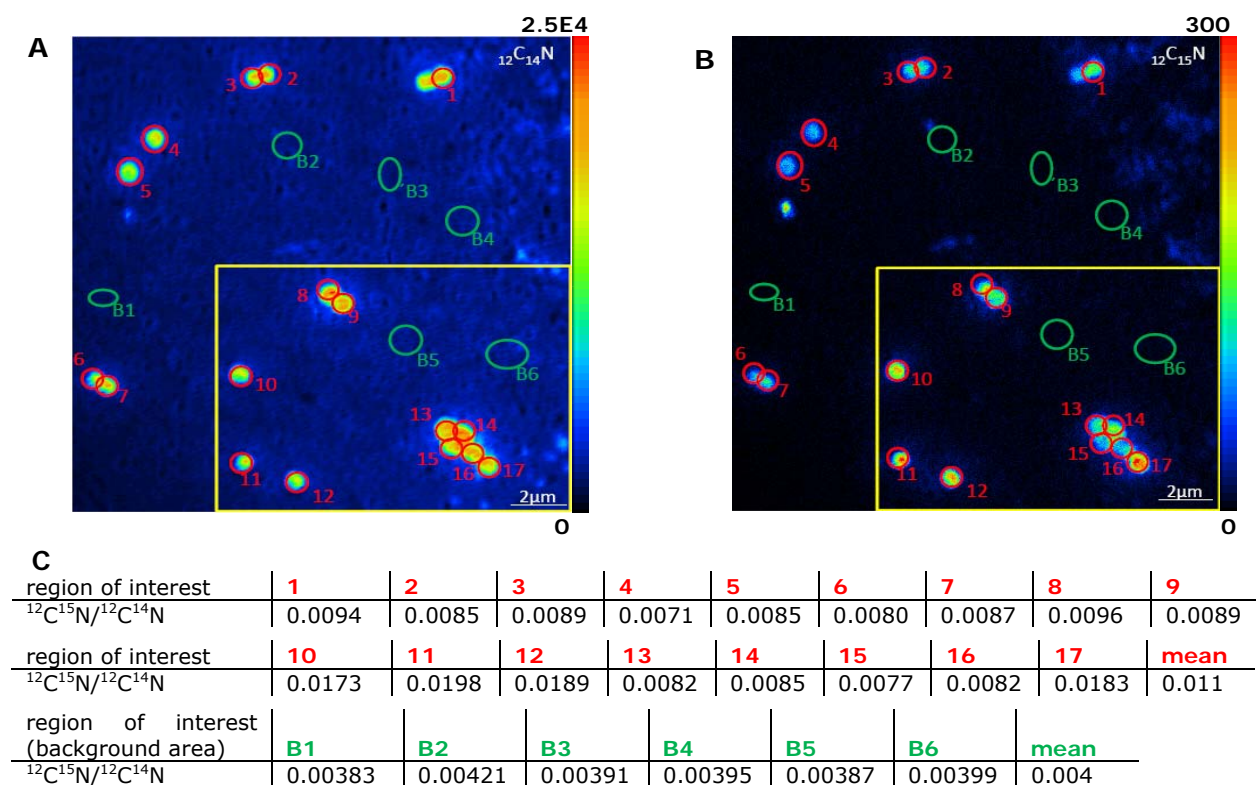 2.5E4
300
A
₁₂C₁₄N
B
₁₂C₁₅N
3
2
1
3
2
1
4
B2
4
B2
5
B3
5
B3
B4
B4
B1
8
9
B1
8
9
B5
B6
B5
B6
6
7
10
6
7
10
13
14
13
14
15
16
17
15
16
17
11
12
11
12
2µm
2µm
0
0
C
region of interest 1 2 3 4 5 6 7 8 9
¹²C¹⁵N/¹²C¹⁴N 0.0094 0.0085 0.0089 0.0071 0.0085 0.0080 0.0087 0.0096 0.0089
region of interest 10 11 12 13 14 15 16 17 mean
¹²C¹⁵N/¹²C¹⁴N 0.0173 0.0198 0.0189 0.0082 0.0085 0.0077 0.0082 0.0183 0.011
region of interest
(background area) B1 B2 B3 B4 B5 B6 mean
¹²C¹⁵N/¹²C¹⁴N 0.00383 0.00421 0.00391 0.00395 0.00387 0.00399 0.004